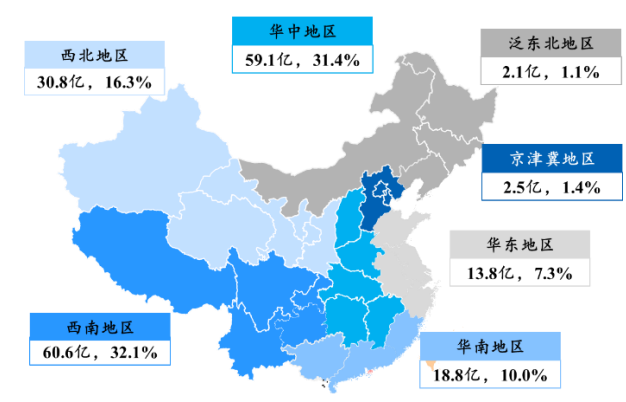 华中地区
59.1亿，31.4%
泛东北地区
2.1亿，1.1%
西北地区
30.8亿，16.3%
京津冀地区
2.5亿，1.4%
华东地区
13.8亿，7.3%
西南地区
60.6亿，32.1%
华南地区
18.8亿，10.0%